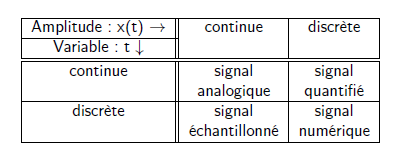 Amplitude : x(t) → continue discrète
Variable : t ↓
continue signal signal
analogique quantifié
discrète signal signal
échantillonné numérique